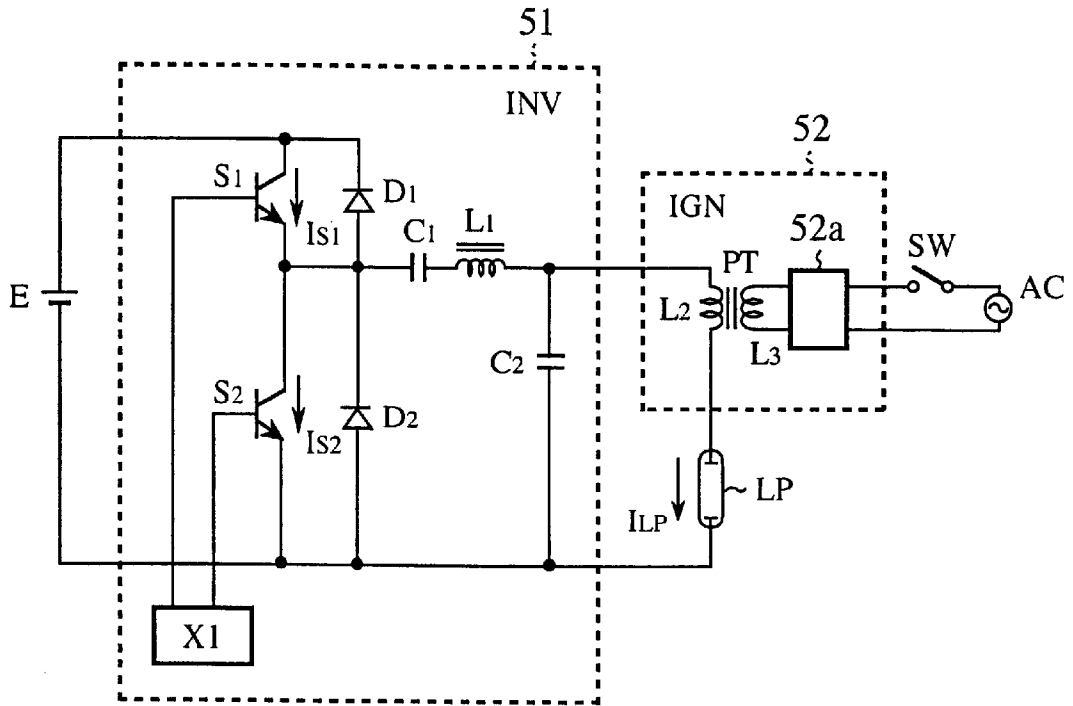 51
INV
52
S1
IS1
D1
C1
L1
IGN
52a
SW
PT
E
L2
L3
AC
C2
S2
IS2
D2
LP
ILP
X1